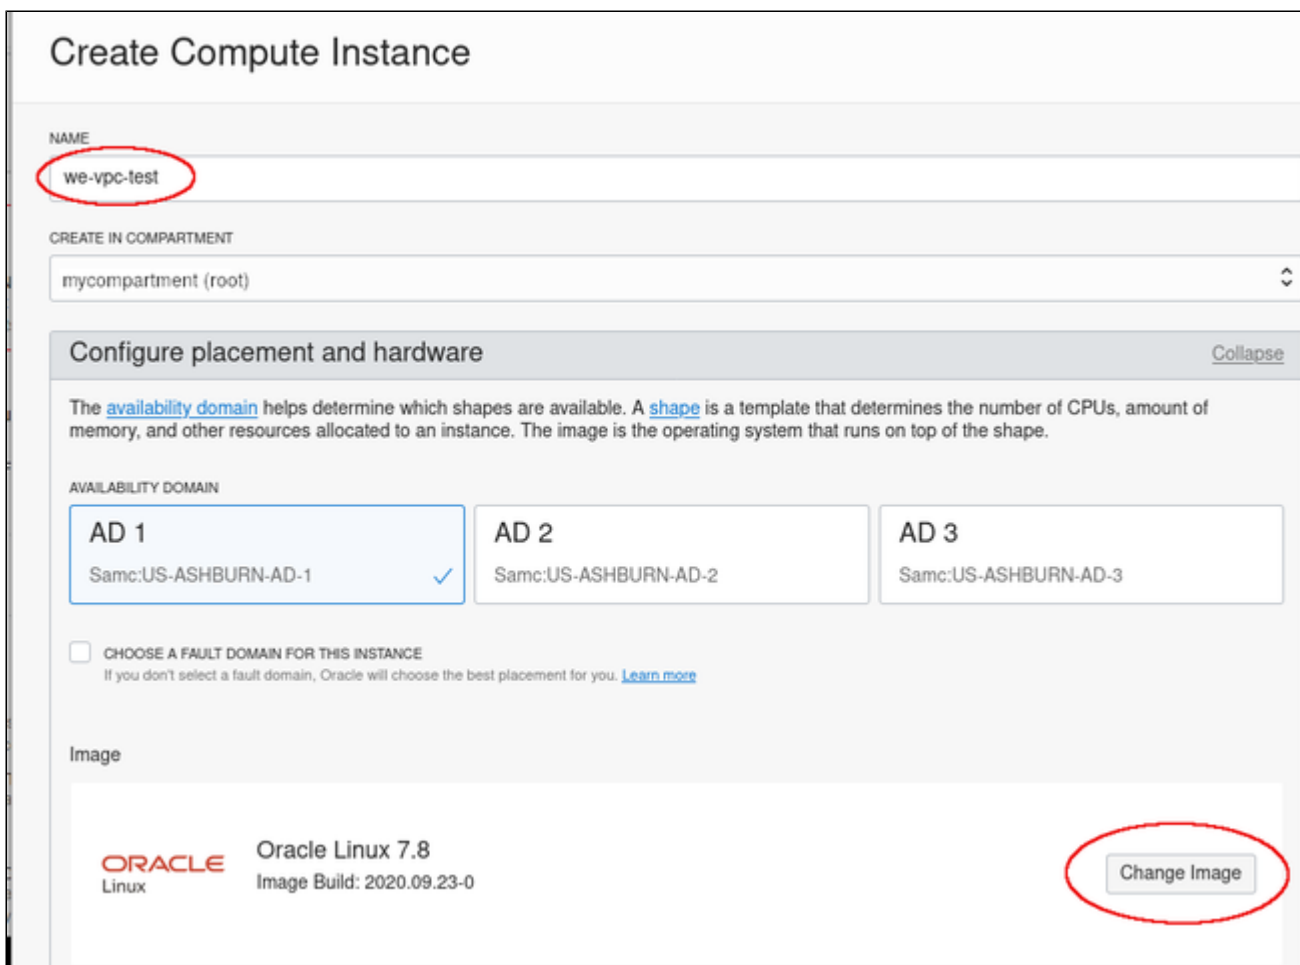 Create Compute Instance
NAME
we-vpc-test
CREATE IN COMPARTMENT
mycompartment (root)
Configure placement and hardware
Collapse
The availability domain helps determine which shapes are available. A shape is a template that determines the number of CPUs, amount of
memory, and other resources allocated to an instance. The image is the operating system that runs on top of the shape.
AVAILABILITY DOMAIN
AD 1
Samc:US-ASHBURN-AD-1
AD 2
Samc:US-ASHBURN-AD-2
AD 3
Samc:US-ASHBURN-AD-3
CHOOSE A FAULT DOMAIN FOR THIS INSTANCE
If you don't select a fault domain, Oracle will choose the best placement for you. Learn more
Image
ORACLE
Linux
Oracle Linux 7.8
Image Build: 2020.09.23-0
Change Image